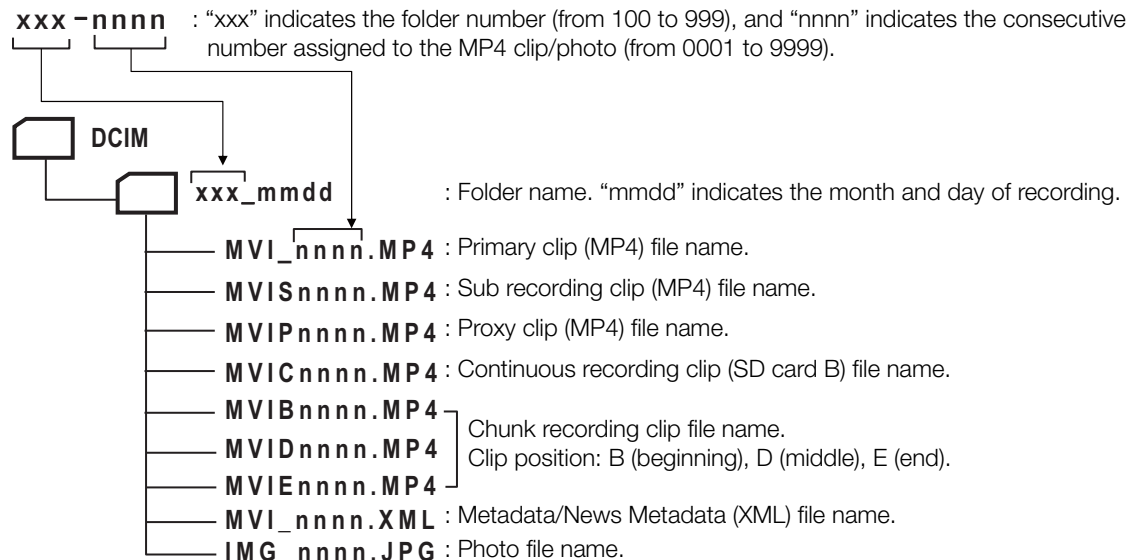 xxx-nnnn : “xxx” indicates the folder number (from 100 to 999), and “nnnn” indicates the consecutive
number assigned to the MP4 clip/photo (from 0001 to 9999).
DCIM
xxx_mmdd : Folder name. “mmdd” indicates the month and day of recording.
MVI_nnnn.MP4 : Primary clip (MP4) file name.
MVISnnnn.MP4 : Sub recording clip (MP4) file name.
MVIPnnnn.MP4 : Proxy clip (MP4) file name.
MVICnnnn.MP4 : Continuous recording clip (SD card B) file name.
MVIBnnnn.MP4
Chunk recording clip file name.
MVIDnnnn.MP4
Clip position: B (beginning), D (middle), E (end).
MVIEnnnn.MP4
MVI_nnnn.XML : Metadata/News Metadata (XML) file name.
IMG_nnnn.JPG : Photo file name.